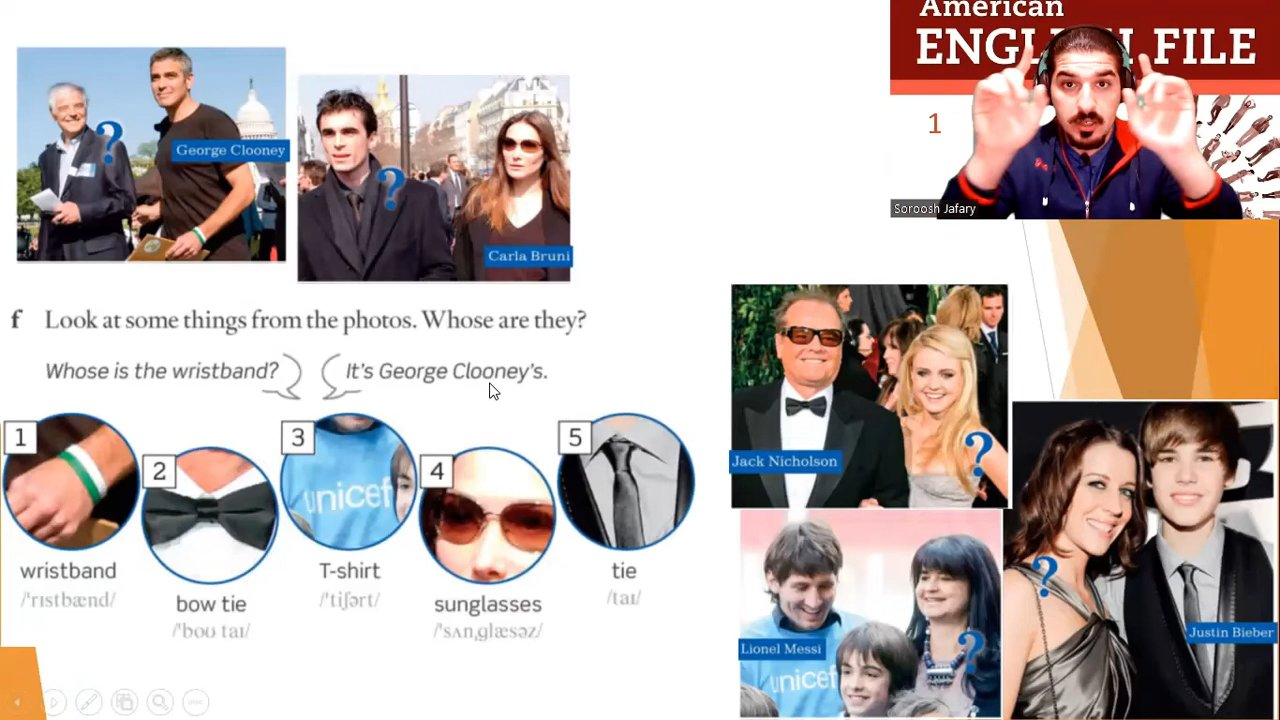 American
ENGLISH FILE
1
Soroosh Jafary
?
George Clooney
?
Carla Bruni
f Look at some things from the photos. Whose are they?
Whose is the wristband?
It's George Clooney's.
1
2
3
4
5
unicef
wristband
/ˈrɪstbænd/
bow tie
/ˈboʊ taɪ/
T-shirt
/ˈtiʃərt/
sunglasses
/ˈsʌnˌɡlæsəz/
tie
/taɪ/
Jack Nicholson
?
Lionel Messi
?
unicef
?
Justin Bieber